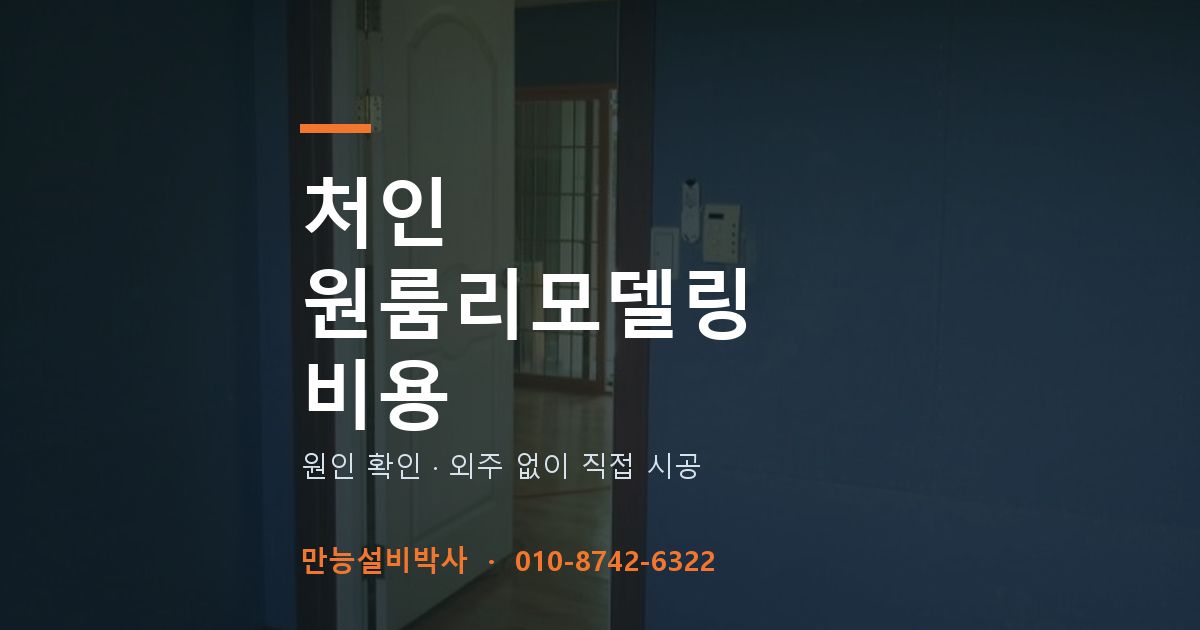 처인
원룸리모델링
비용
원인 확인 · 외주 없이 직접 시공
만능설비박사 · 010-8742-6322